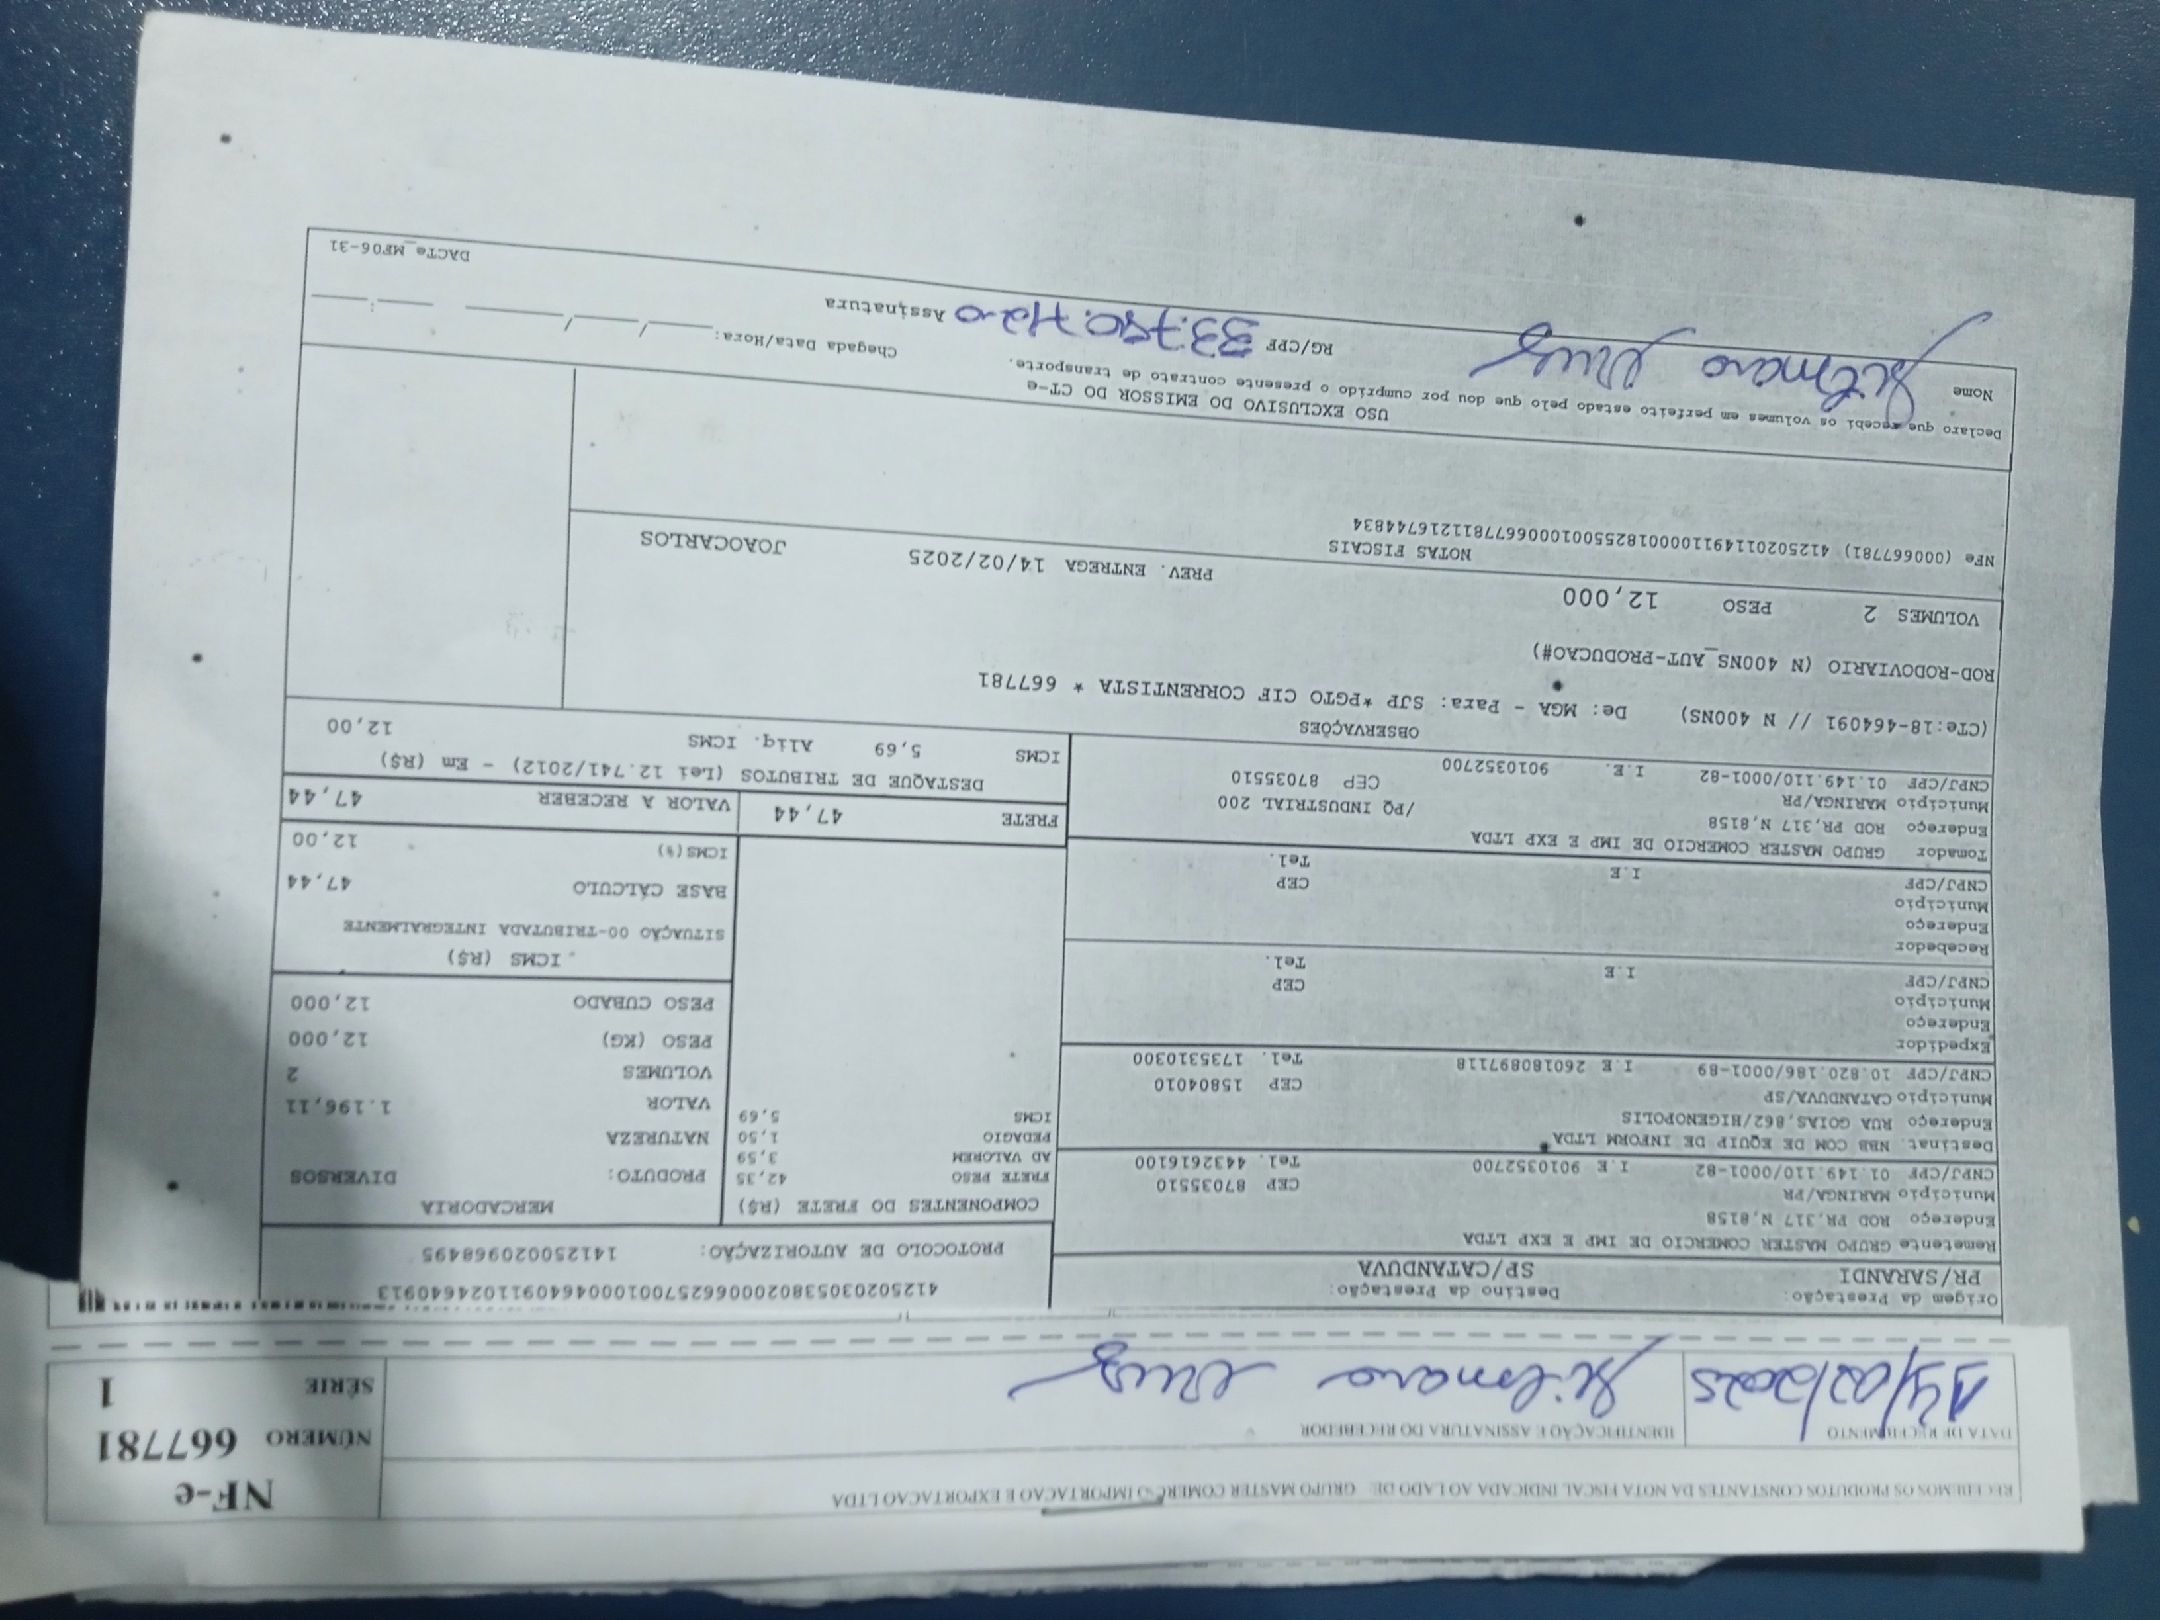 RECEBEMOS OS PRODUTOS CONSTANTES DA NOTA FISCAL INDICADA AO LADO DE GRUPO MASTER COMERCIO IMPORTACAO E EXPORTACAO LTDA
NF-e
NÚMERO 667781
SÉRIE 1
DATA DE RECEBIMENTO
IDENTIFICAÇÃO E ASSINATURA DO RECEBEDOR
14/02/2025
Origem da Prestação: Destino da Prestação:
PR/SARANDI SP/CATANDUVA
Remetente GRUPO MASTER COMERCIO DE IMP E EXP LTDA
Endereço ROD PR,317 N,8158
Município MARINGA/PR CEP 87035510
CNPJ/CPF 01.149.110/0001-82 I.E 9010352700 Tel. 4432616100
Destinat. NBB COM DE EQUIP DE INFORM LTDA
Endereço RUA GOIAS,862/HIGENOPOLIS
Município CATANDUVA/SP CEP 15804010
CNPJ/CPF 10.820.186/0001-89 I.E 260180897118 Tel. 1735310300
Expedidor
Endereço
Município CEP
CNPJ/CPF I.E Tel.
Recebedor
Endereço
Município CEP
CNPJ/CPF I.E Tel.
Tomador GRUPO MASTER COMERCIO DE IMP E EXP LTDA
Endereço ROD PR,317 N,8158 /PQ INDUSTRIAL 200
Município MARINGA/PR CEP 87035510
CNPJ/CPF 01.149.110/0001-82 I.E. 9010352700
41250203053802000662570010004640911024640913
PROTOCOLO DE AUTORIZAÇÃO: 141250020968495
COMPONENTES DO FRETE (R$)
FRETE PESO 42,35
AD VALOREM 3,59
PEDAGIO 1,50
ICMS 5,69
MERCADORIA
PRODUTO: DIVERSOS
NATUREZA
VALOR 1.196,11
VOLUMES 2
PESO (KG) 12,000
PESO CUBADO 12,000
ICMS (R$)
SITUAÇÃO 00-TRIBUTADA INTEGRALMENTE
BASE CÁLCULO 47,44
ICMS(%) 12,00
FRETE 47,44 VALOR A RECEBER 47,44
DESTAQUE DE TRIBUTOS (Lei 12.741/2012) - Em (R$)
ICMS 5,69 Aliq. ICMS 12,00
OBSERVAÇÕES
(CTe:18-464091 // N 400NS) De: MGA - Para: SJP *PGTO CIF CORRENTISTA * 667781
ROD-RODOVIARIO (N 400NS_AUT-PRODUCAO#)
VOLUMES 2 PESO 12,000 PREV. ENTREGA 14/02/2025 JOAOCARLOS
NOTAS FISCAIS
NFe (000667781) 41250201149110000182550010006677811216744834
USO EXCLUSIVO DO EMISSOR DO CT-e
Declaro que recebi os volumes em perfeito estado pelo que dou por cumprido o presente contrato de transporte.
Nome RG/CPF Assinatura
Chegada Data/Hora: ____/____/______ ____:____
DACTe_MF06-31